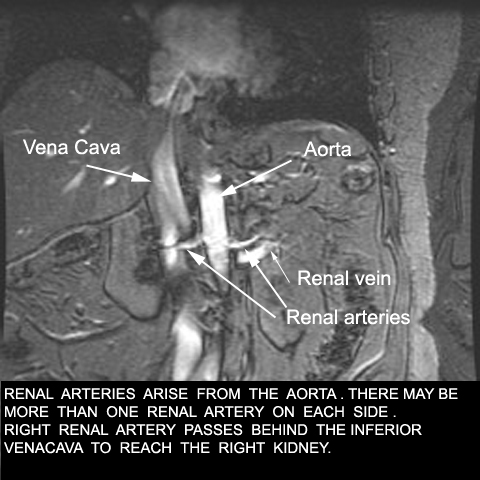 Vena Cava
Aorta
Renal vein
Renal arteries
RENAL ARTERIES ARISE FROM THE AORTA . THERE MAY BE
MORE THAN ONE RENAL ARTERY ON EACH SIDE .
RIGHT RENAL ARTERY PASSES BEHIND THE INFERIOR
VENACAVA TO REACH THE RIGHT KIDNEY.